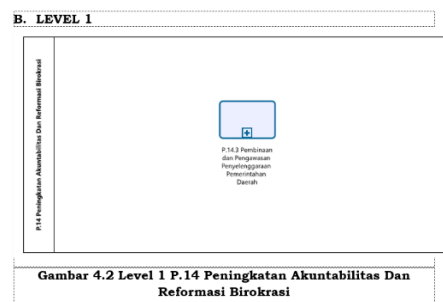 B. LEVEL 1
P.14 Peningkatan Akuntabilitas Dan Reformasi Birokrasi
P.14.3 Pembinaan
dan Pengawasan
Penyelenggaraan
Pemerintahan
Daerah
Gambar 4.2 Level 1 P.14 Peningkatan Akuntabilitas Dan
Reformasi Birokrasi